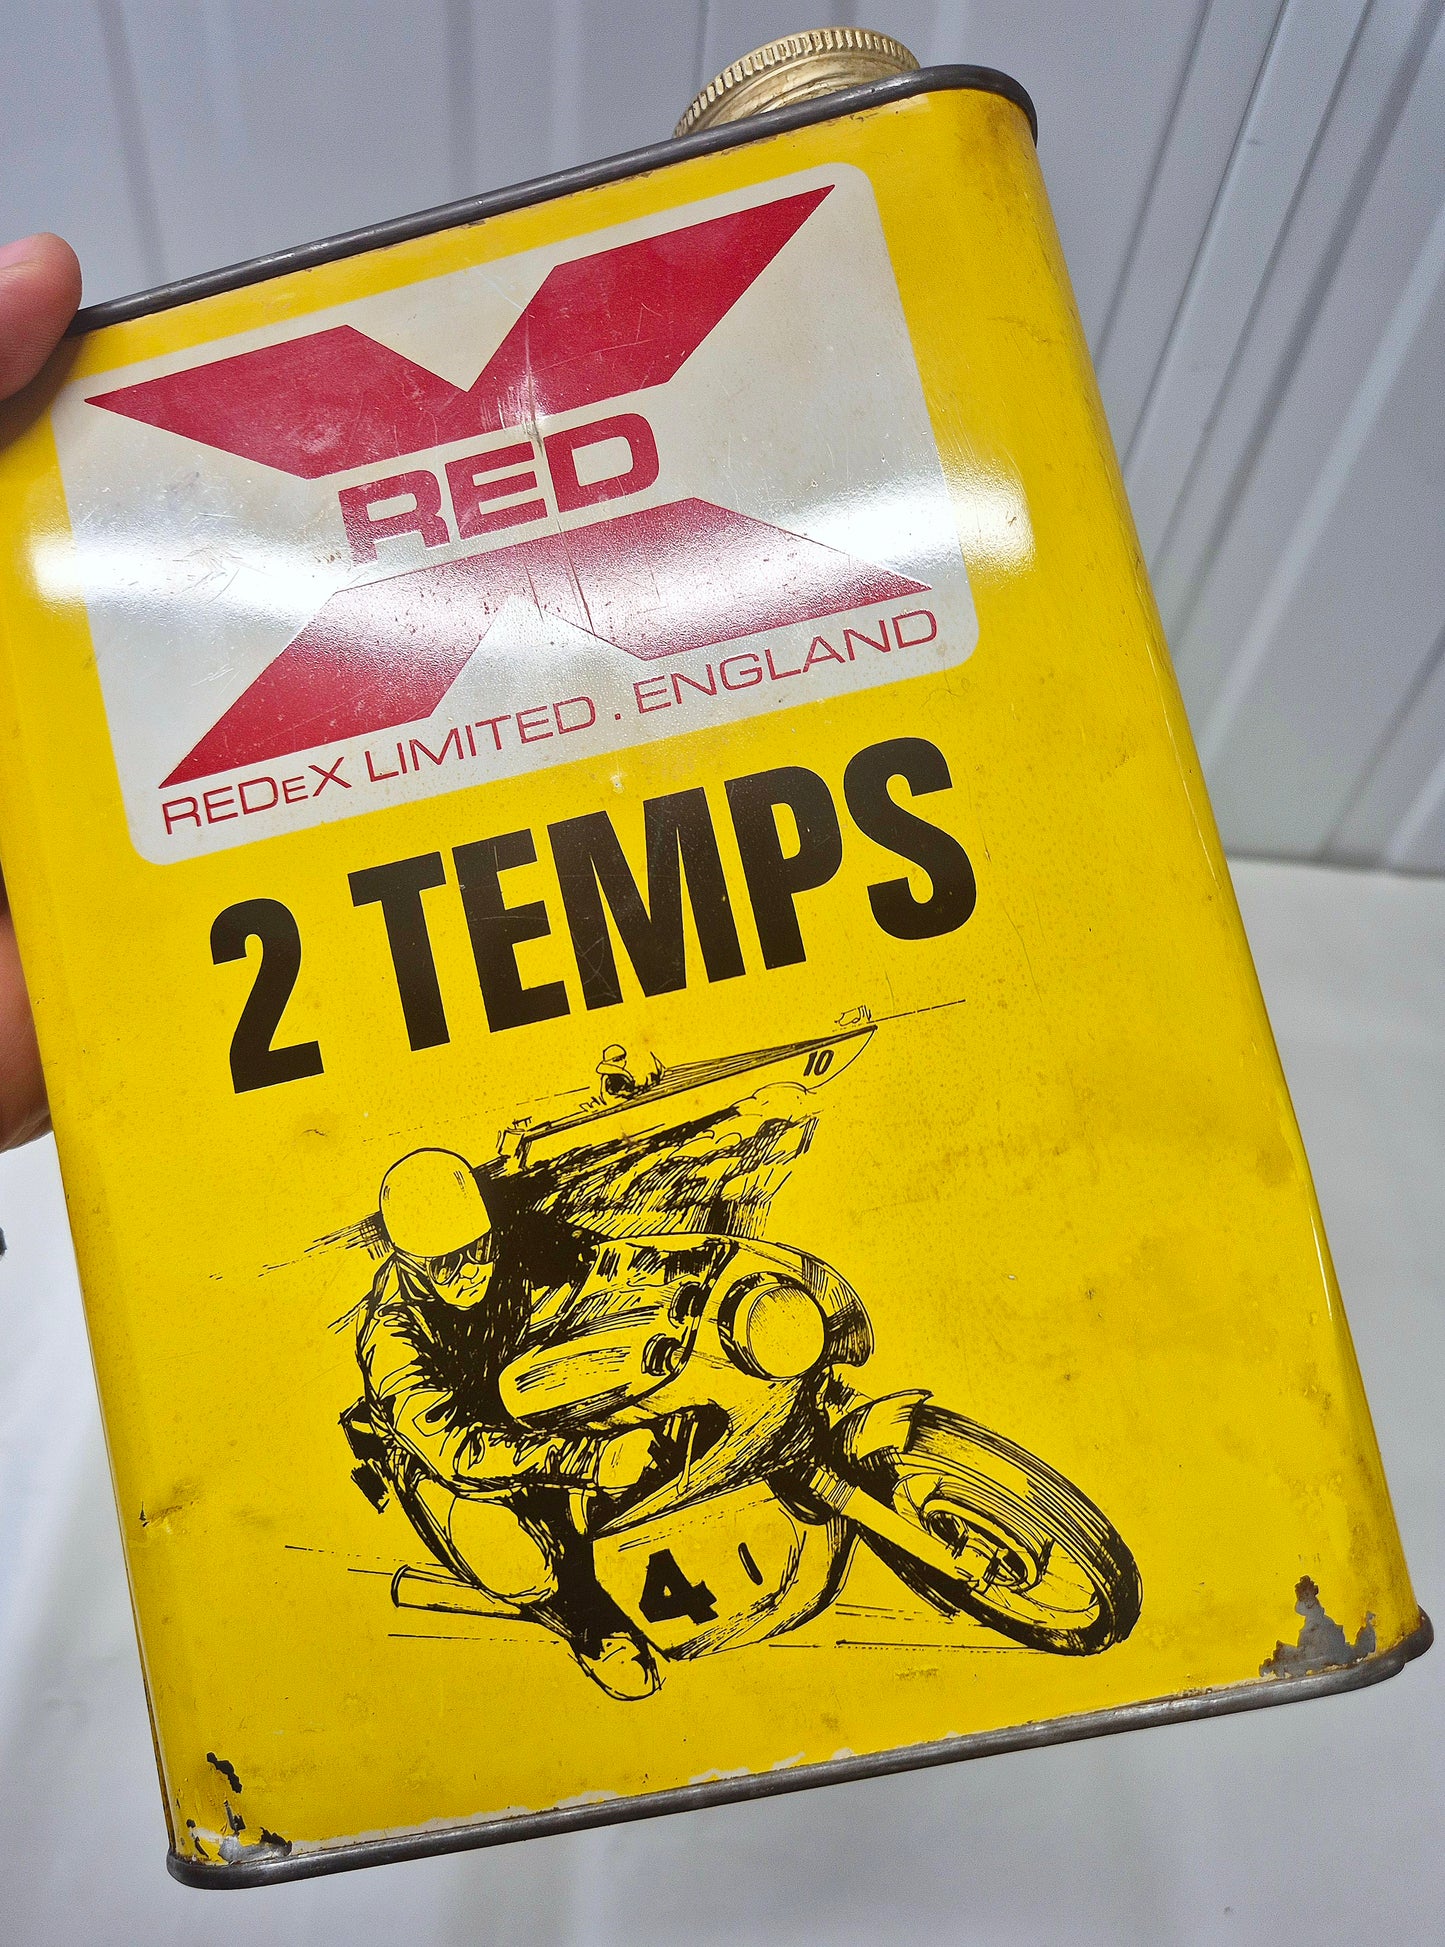 RED
REDEX LIMITED . ENGLAND
2 TEMPS
10
4